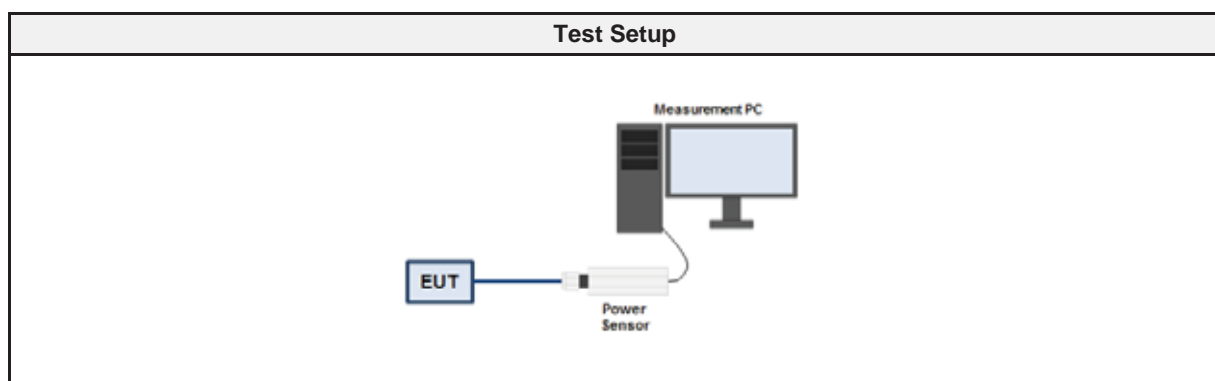 Test Setup
Measurement PC
EUT
Power
Sensor